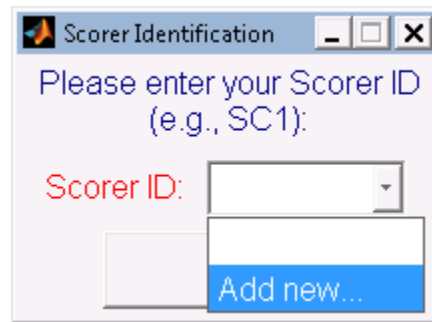 Scorer Identification
Please enter your Scorer ID
(e.g., SC1):
Scorer ID:
Add new...